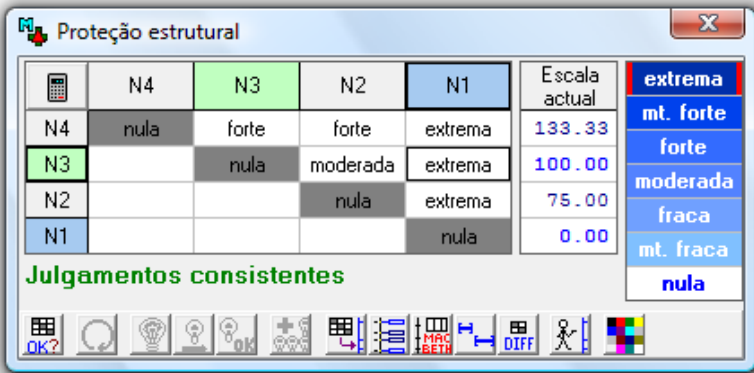 Proteção estrutural
N4 N3 N2 N1 Escala actual
N4 nula forte forte extrema 133.33
N3 nula moderada extrema 100.00
N2 nula extrema 75.00
N1 nula 0.00
extrema
mt. forte
forte
moderada
fraca
mt. fraca
nula
Julgamentos consistentes
OK? OK MAC BETH DIFF